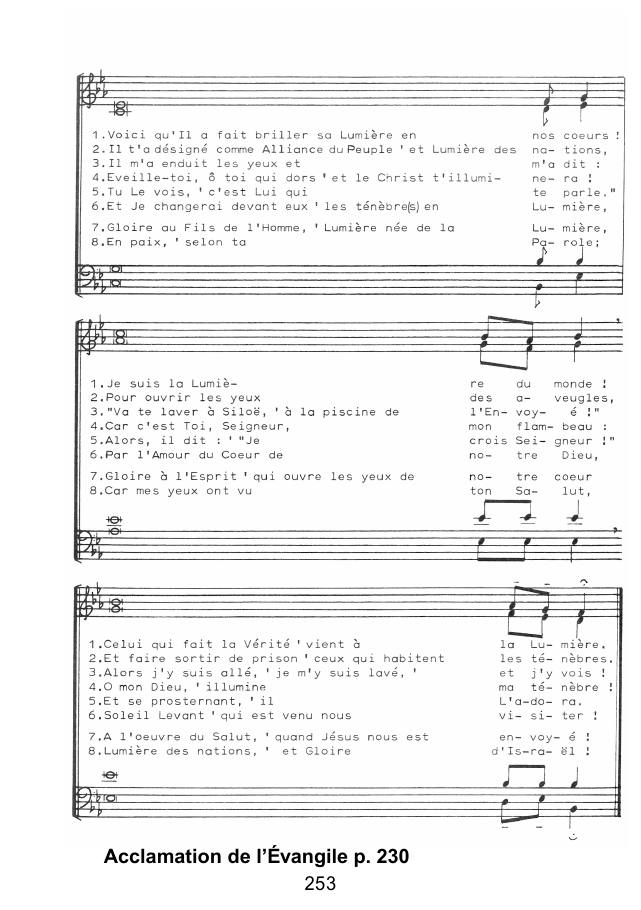 1.Voici qu'Il a fait briller sa Lumière en nos coeurs !
2.Il t'a désigné comme Alliance du Peuple ' et Lumière des na- tions,
3.Il m'a enduit les yeux et m'a dit :
4.Eveille-toi, ô toi qui dors ' et le Christ t'illumi- ne- ra !
5.Tu Le vois, ' c'est Lui qui te parle."
6.Et Je changerai devant eux ' les ténèbre(s) en Lu- mière,
7.Gloire au Fils de l'Homme, ' Lumière née de la Lu- mière,
8.En paix, ' selon ta Pa- role;
1.Je suis la Lumiè- re du monde !
2.Pour ouvrir les yeux des a- veugles,
3."Va te laver à Siloë, ' à la piscine de l'En- voy- é !"
4.Car c'est Toi, Seigneur, mon flam- beau :
5.Alors, il dit : ' "Je crois Sei- gneur !"
6.Par l'Amour du Coeur de no- tre Dieu,
7.Gloire à l'Esprit ' qui ouvre les yeux de no- tre coeur
8.Car mes yeux ont vu ton Sa- lut,
1.Celui qui fait la Vérité ' vient à la Lu- mière.
2.Et faire sortir de prison ' ceux qui habitent les té- nèbres.
3.Alors j'y suis allé, ' je m'y suis lavé, ' et j'y vois !
4.O mon Dieu, ' illumine ma ténèbre !
5.Et se prosternant, ' il L'a-do- ra.
6.Soleil Levant ' qui est venu nous vi- si- ter !
7.A l'oeuvre du Salut, ' quand Jésus nous est en- voy- é !
8.Lumière des nations, ' et Gloire d'Is-ra- ël !
Acclamation de l'Évangile p. 230
253